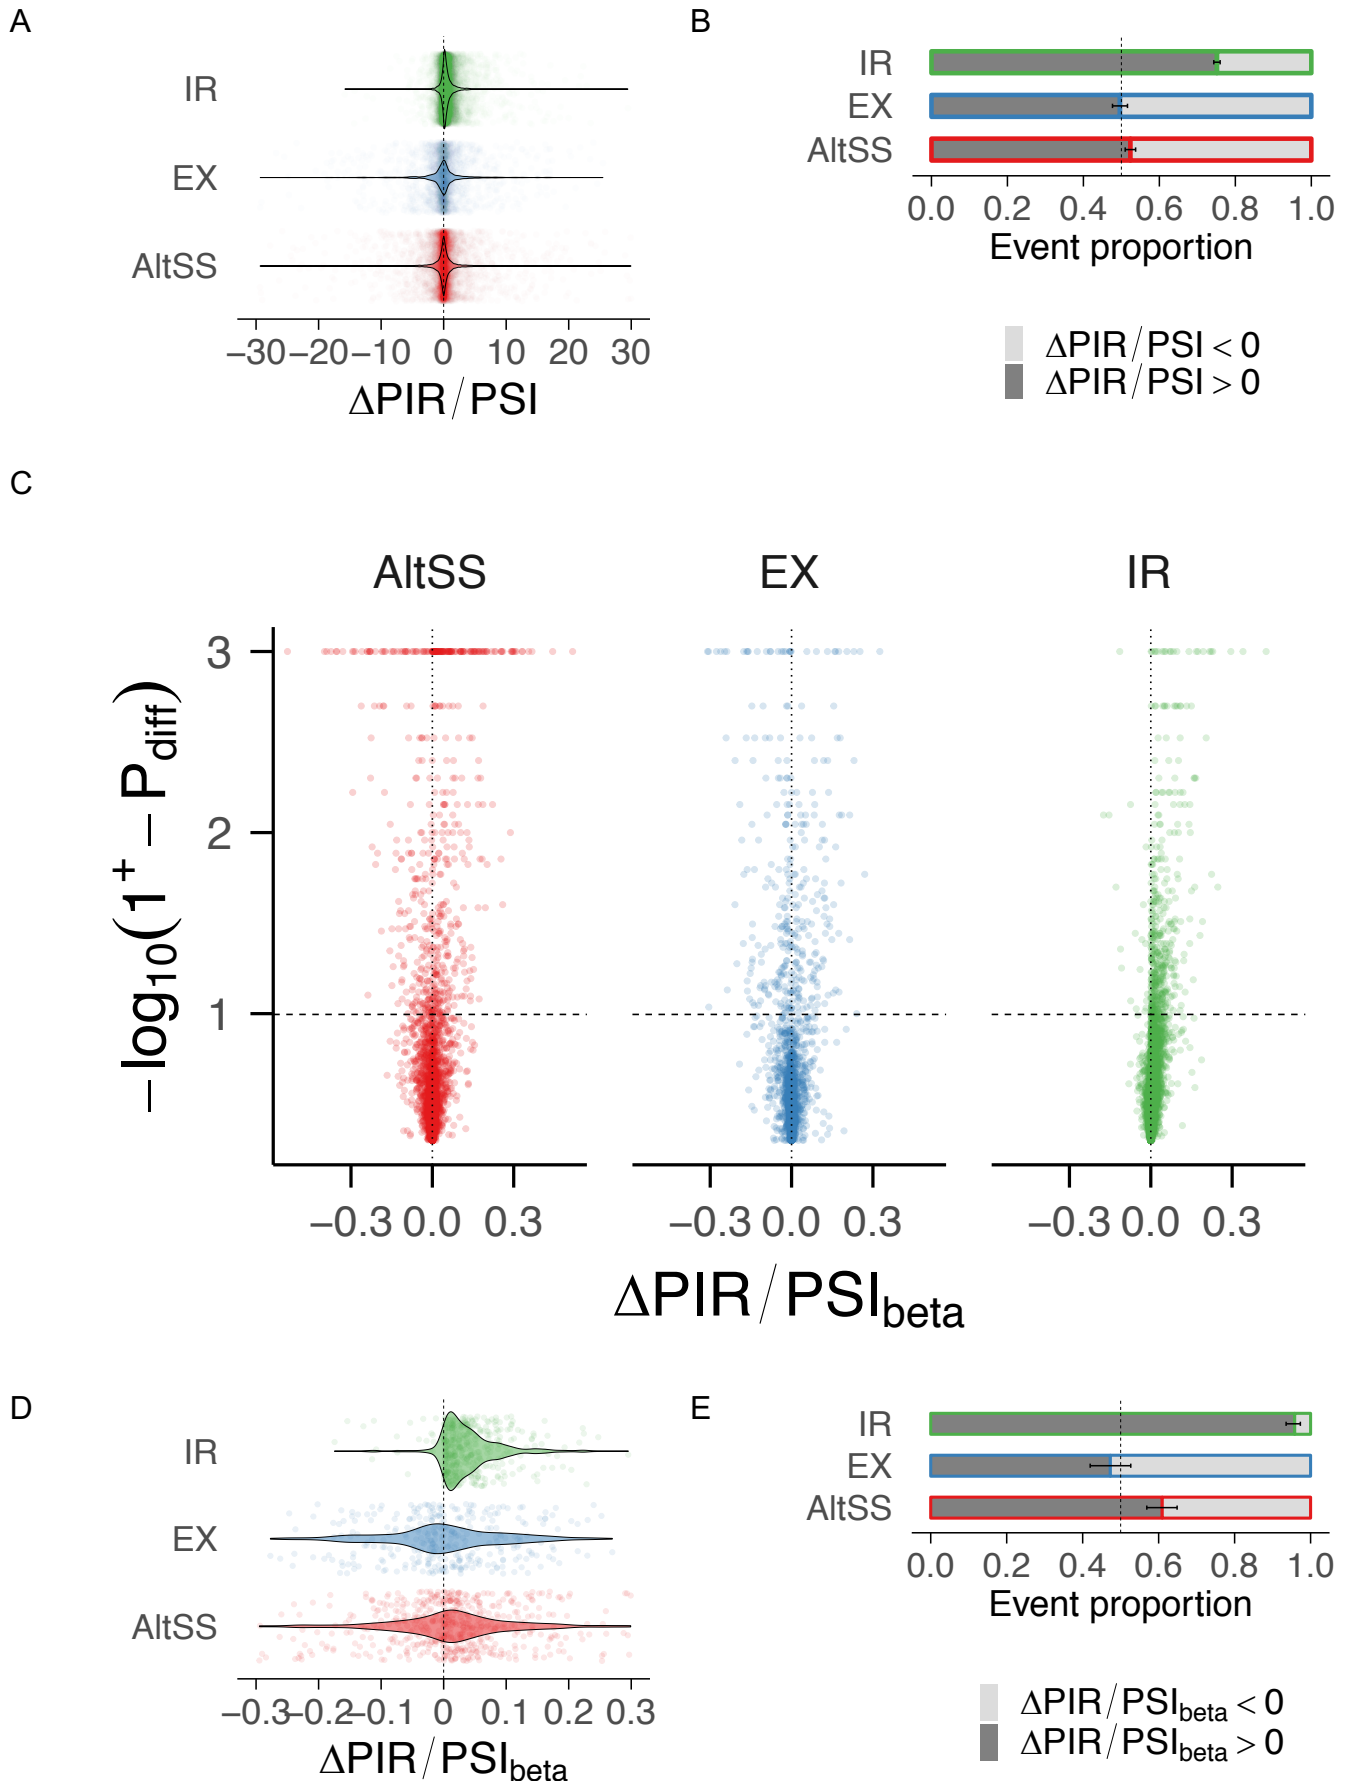 A
IR
EX
AltSS
−30 −20 −10 0 10 20 30
ΔPIR/PSI
B
IR
EX
AltSS
0.0 0.2 0.4 0.6 0.8 1.0
Event proportion
ΔPIR/PSI < 0
ΔPIR/PSI > 0
C
AltSS EX IR
3
2
1
−log10(1+ − Pdiff)
−0.3 0.0 0.3 −0.3 0.0 0.3 −0.3 0.0 0.3
ΔPIR/PSIbeta
D
IR
EX
AltSS
−0.3 −0.2 −0.1 0 0.1 0.2 0.3
ΔPIR/PSIbeta
E
IR
EX
AltSS
0.0 0.2 0.4 0.6 0.8 1.0
Event proportion
ΔPIR/PSIbeta < 0
ΔPIR/PSIbeta > 0